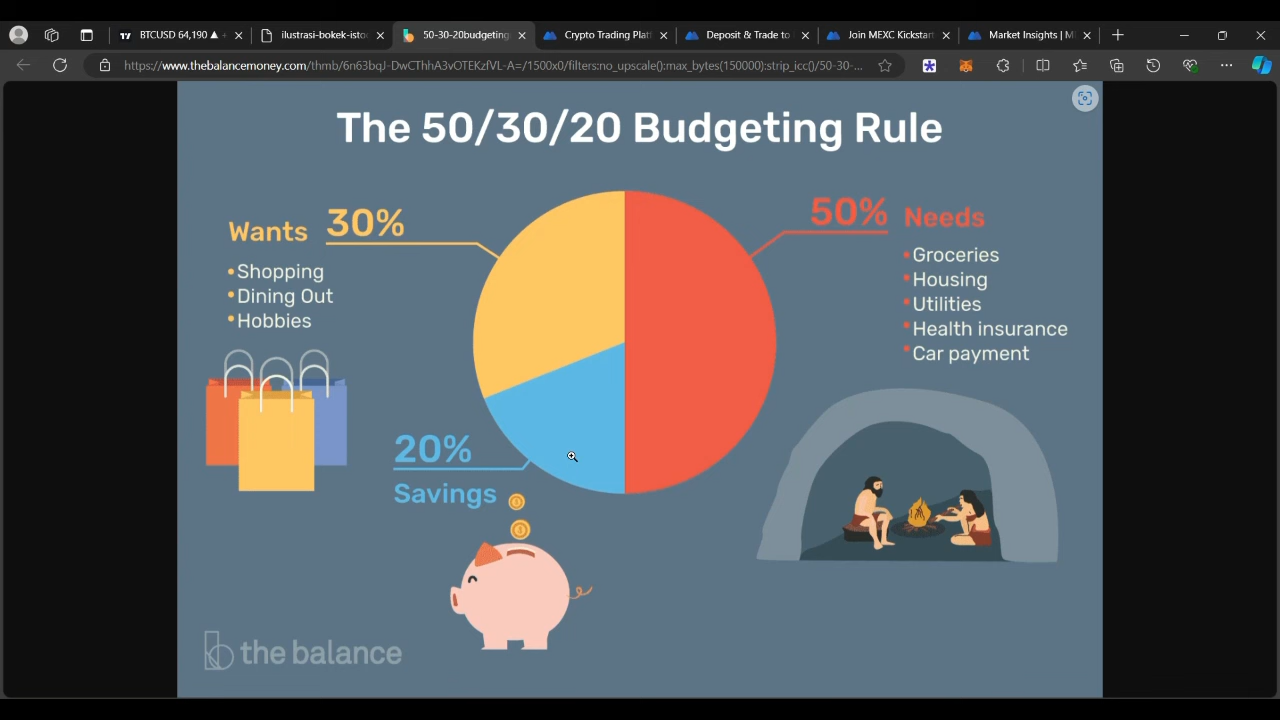 BTCUSD 64,190 ▲ +
ilustrasi-bokek-isto
50-30-20budgeting
Crypto Trading Plat
Deposit & Trade to
Join MEXC Kickstar
Market Insights | M
https://www.thebalancemoney.com/thmb/6n63bqJ-DwCThhA3vOTEKzfVL-A=/1500x0/filters:no_upscale():max_bytes(150000):strip_icc()/50-30-...
The 50/30/20 Budgeting Rule
Wants 30%
• Shopping
• Dining Out
• Hobbies
50% Needs
• Groceries
• Housing
• Utilities
• Health insurance
• Car payment
20%
Savings
the balance